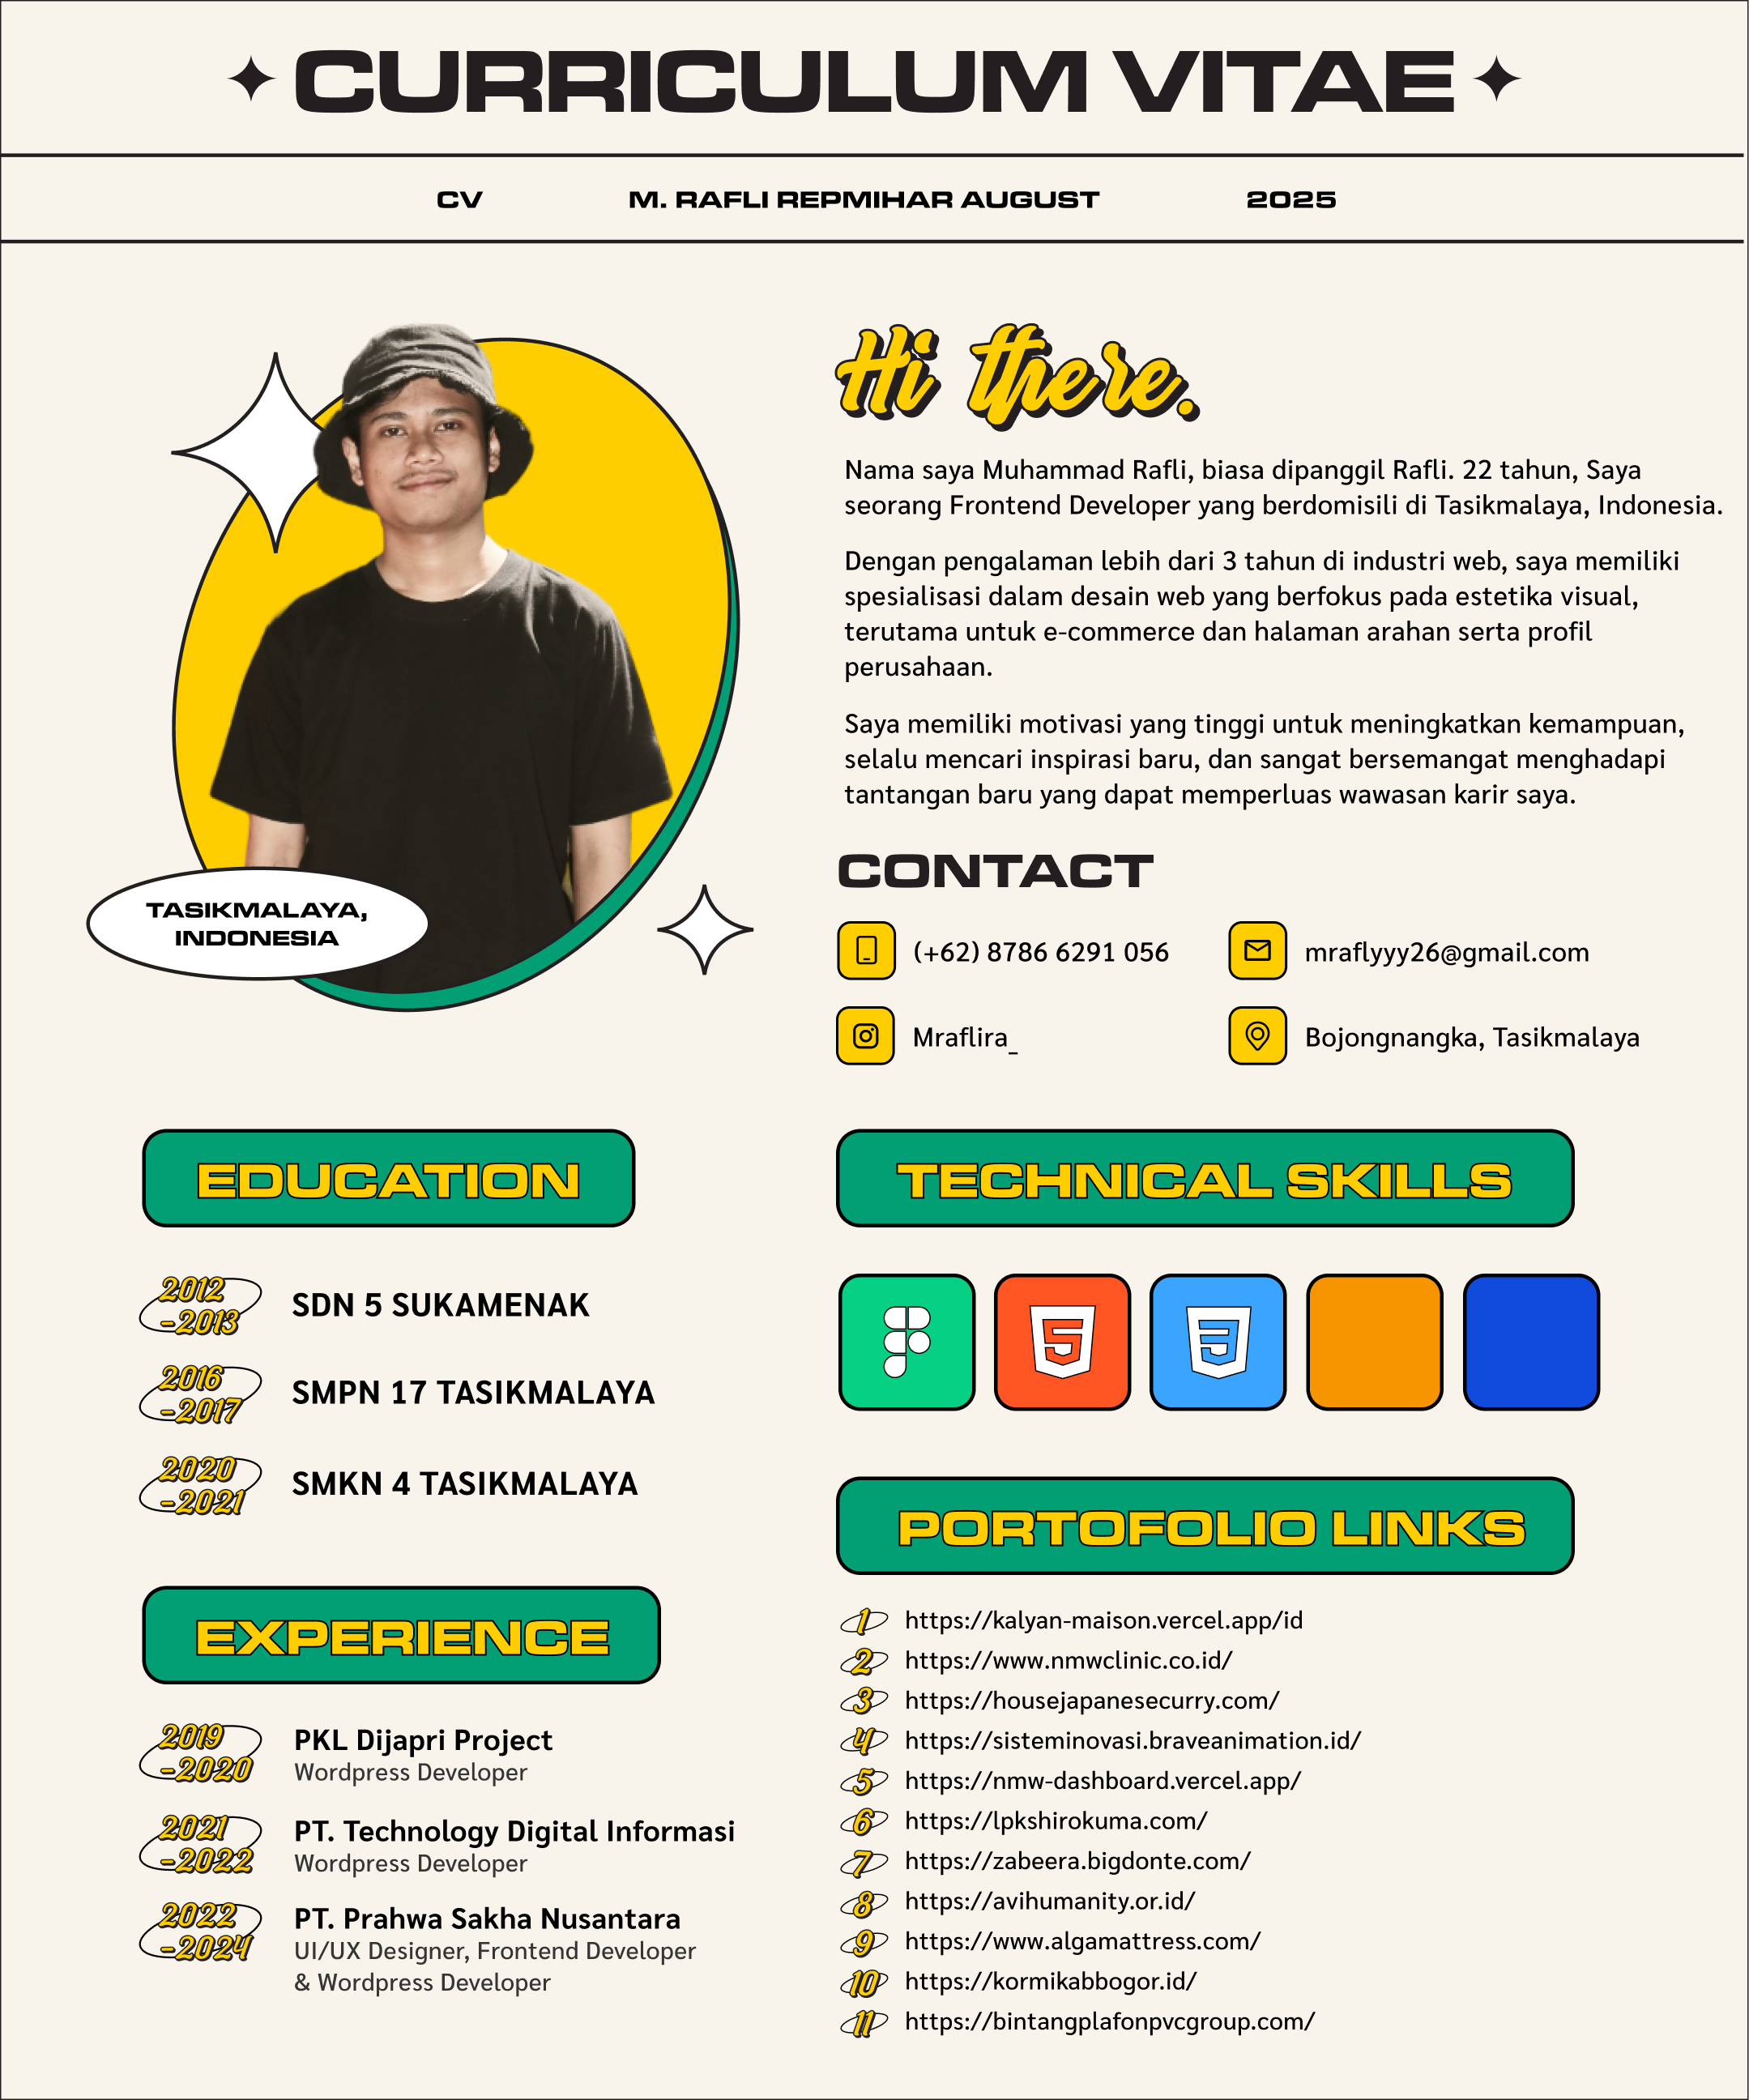 CURRICULUM VITAE
CV
M. RAFLI REPMIHAR AUGUST
2025
Hi there.
Nama saya Muhammad Rafli, biasa dipanggil Rafli. 22 tahun, Saya
seorang Frontend Developer yang berdomisili di Tasikmalaya, Indonesia.
Dengan pengalaman lebih dari 3 tahun di industri web, saya memiliki
spesialisasi dalam desain web yang berfokus pada estetika visual,
terutama untuk e-commerce dan halaman arahan serta profil
perusahaan.
Saya memiliki motivasi yang tinggi untuk meningkatkan kemampuan,
selalu mencari inspirasi baru, dan sangat bersemangat menghadapi
tantangan baru yang dapat memperluas wawasan karir saya.
TASIKMALAYA,
INDONESIA
CONTACT
(+62) 8786 6291 056
mraflyyy26@gmail.com
Mraflira_
Bojongnangka, Tasikmalaya
EDUCATION
2012
-2013
SDN 5 SUKAMENAK
2016
-2017
SMPN 17 TASIKMALAYA
2020
-2021
SMKN 4 TASIKMALAYA
EXPERIENCE
2019
-2020
PKL Dijapri Project
Wordpress Developer
2021
-2022
PT. Technology Digital Informasi
Wordpress Developer
2022
-2024
PT. Prahwa Sakha Nusantara
UI/UX Designer, Frontend Developer
& Wordpress Developer
TECHNICAL SKILLS
5
3
PORTOFOLIO LINKS
1 https://kalyan-maison.vercel.app/id
2 https://www.nmwclinic.co.id/
3 https://housejapanesecurry.com/
4 https://sisteminovasi.braveanimation.id/
5 https://nmw-dashboard.vercel.app/
6 https://lpkshirokuma.com/
7 https://zabeera.bigdonte.com/
8 https://avihumanity.or.id/
9 https://www.algamattress.com/
10 https://kormikabbogor.id/
11 https://bintangplafonpvcgroup.com/